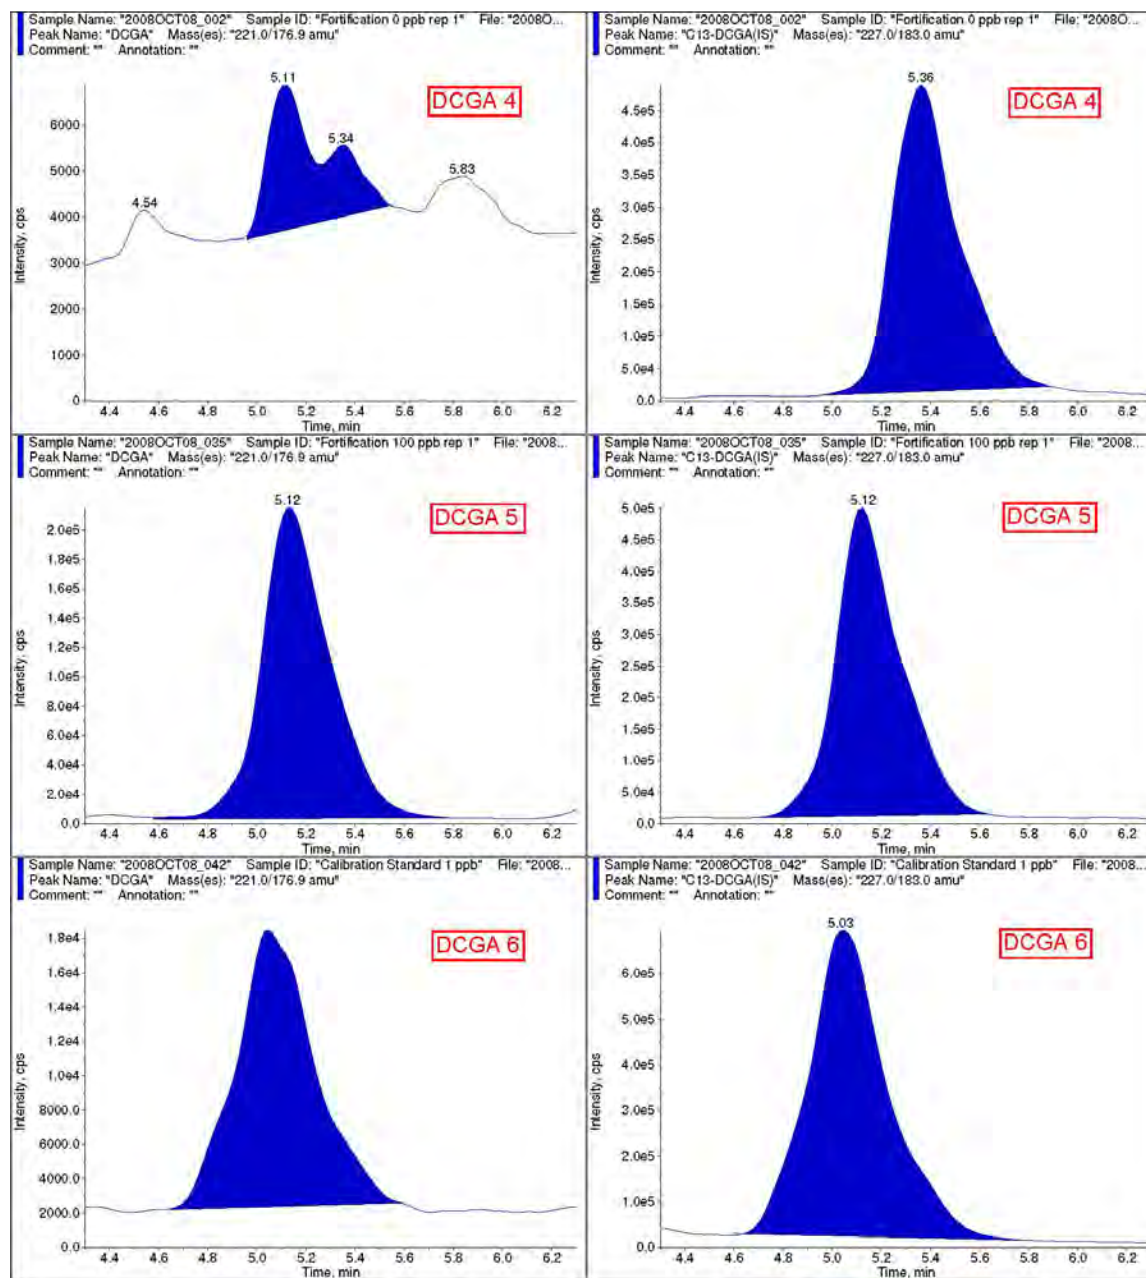 Sample Name: "2008OCT08_002" Sample ID: "Fortification 0 ppb rep 1" File: "2008O...
Peak Name: "DCGA" Mass(es): "221.0/176.9 amu"
Comment: "" Annotation: ""
5.11
DCGA 4
6000
5.34
5000
5.83
4.54
4000
Intensity, cps
3000
2000
1000
0
4.4 4.6 4.8 5.0 5.2 5.4 5.6 5.8 6.0 6.2
Time, min
Sample Name: "2008OCT08_002" Sample ID: "Fortification 0 ppb rep 1" File: "2008O...
Peak Name: "C13-DCGA(IS)" Mass(es): "227.0/183.0 amu"
Comment: "" Annotation: ""
5.36
DCGA 4
4.5e5
4.0e5
3.5e5
3.0e5
Intensity, cps
2.5e5
2.0e5
1.5e5
1.0e5
5.0e4
0.0
4.4 4.6 4.8 5.0 5.2 5.4 5.6 5.8 6.0 6.2
Time, min
Sample Name: "2008OCT08_035" Sample ID: "Fortification 100 ppb rep 1" File: "2008...
Peak Name: "DCGA" Mass(es): "221.0/176.9 amu"
Comment: "" Annotation: ""
5.12
DCGA 5
2.0e5
1.8e5
1.6e5
1.4e5
1.2e5
Intensity, cps
1.0e5
8.0e4
6.0e4
4.0e4
2.0e4
0.0
4.4 4.6 4.8 5.0 5.2 5.4 5.6 5.8 6.0 6.2
Time, min
Sample Name: "2008OCT08_035" Sample ID: "Fortification 100 ppb rep 1" File: "2008...
Peak Name: "C13-DCGA(IS)" Mass(es): "227.0/183.0 amu"
Comment: "" Annotation: ""
5.12
DCGA 5
5.0e5
4.5e5
4.0e5
3.5e5
3.0e5
Intensity, cps
2.5e5
2.0e5
1.5e5
1.0e5
5.0e4
0.0
4.4 4.6 4.8 5.0 5.2 5.4 5.6 5.8 6.0 6.2
Time, min
Sample Name: "2008OCT08_042" Sample ID: "Calibration Standard 1 ppb" File: "2008...
Peak Name: "DCGA" Mass(es): "221.0/176.9 amu"
Comment: "" Annotation: ""
DCGA 6
1.8e4
1.6e4
1.4e4
1.2e4
Intensity, cps
1.0e4
8000.0
6000.0
4000.0
2000.0
0.0
4.4 4.6 4.8 5.0 5.2 5.4 5.6 5.8 6.0 6.2
Time, min
Sample Name: "2008OCT08_042" Sample ID: "Calibration Standard 1 ppb" File: "2008...
Peak Name: "C13-DCGA(IS)" Mass(es): "227.0/183.0 amu"
Comment: "" Annotation: ""
5.03
DCGA 6
6.0e5
5.0e5
4.0e5
Intensity, cps
3.0e5
2.0e5
1.0e5
0.0
4.4 4.6 4.8 5.0 5.2 5.4 5.6 5.8 6.0 6.2
Time, min